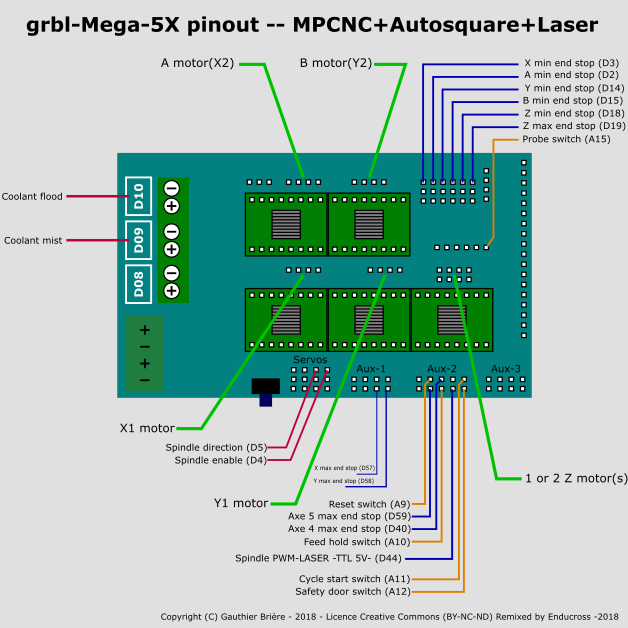 grbl-Mega-5X pinout -- MPCNC+Autosquare+Laser
A motor(X2)
B motor(Y2)
X min end stop (D3)
A min end stop (D2)
Y min end stop (D14)
B min end stop (D15)
Z min end stop (D18)
Z max end stop (D19)
Probe switch (A15)
Coolant flood
D10
Coolant mist
D09
D08
Servos
Aux-1
Aux-2
Aux-3
X1 motor
Spindle direction (D5)
Spindle enable (D4)
X max end stop (D57)
Y max end stop (D58)
1 or 2 Z motor(s)
Y1 motor
Reset switch (A9)
Axe 5 max end stop (D59)
Axe 4 max end stop (D40)
Feed hold switch (A10)
Spindle PWM-LASER -TTL 5V- (D44)
Cycle start switch (A11)
Safety door switch (A12)
Copyright (C) Gauthier Brière - 2018 - Licence Creative Commons (BY-NC-ND) Remixed by Enducross -2018